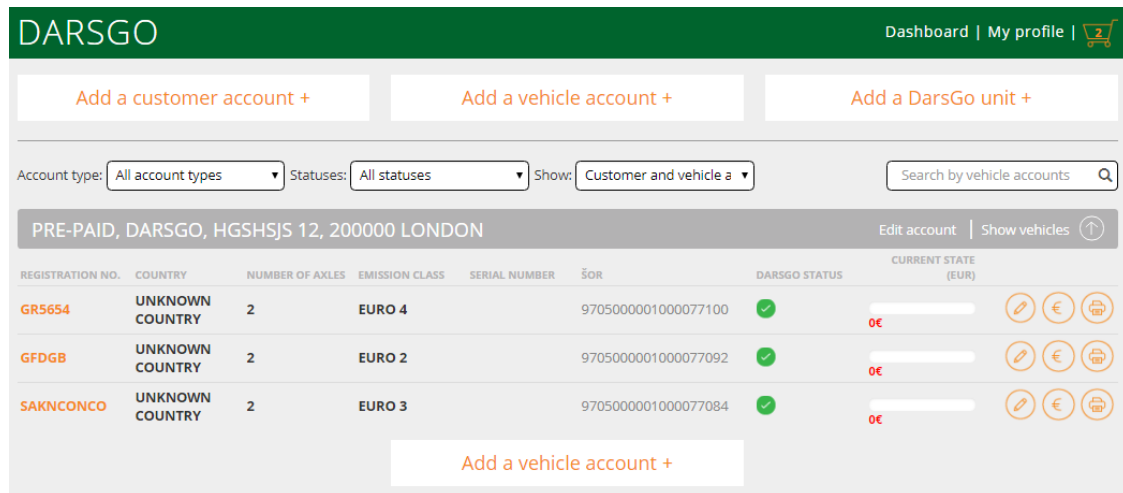 DARSGO
Dashboard | My profile | 2
Add a customer account +
Add a vehicle account +
Add a DarsGo unit +
Account type: All account types Statuses: All statuses Show: Customer and vehicle a Search by vehicle accounts
PRE-PAID, DARSGO, HGSHSJS 12, 200000 LONDON Edit account | Show vehicles
REGISTRATION NO. COUNTRY NUMBER OF AXLES EMISSION CLASS SERIAL NUMBER ŠOR DARSGO STATUS CURRENT STATE (EUR)
GR5654 UNKNOWN COUNTRY 2 EURO 4 9705000001000077100 0€ €
GFDGB UNKNOWN COUNTRY 2 EURO 2 9705000001000077092 0€ €
SAKNCONCO UNKNOWN COUNTRY 2 EURO 3 9705000001000077084 0€ €
Add a vehicle account +